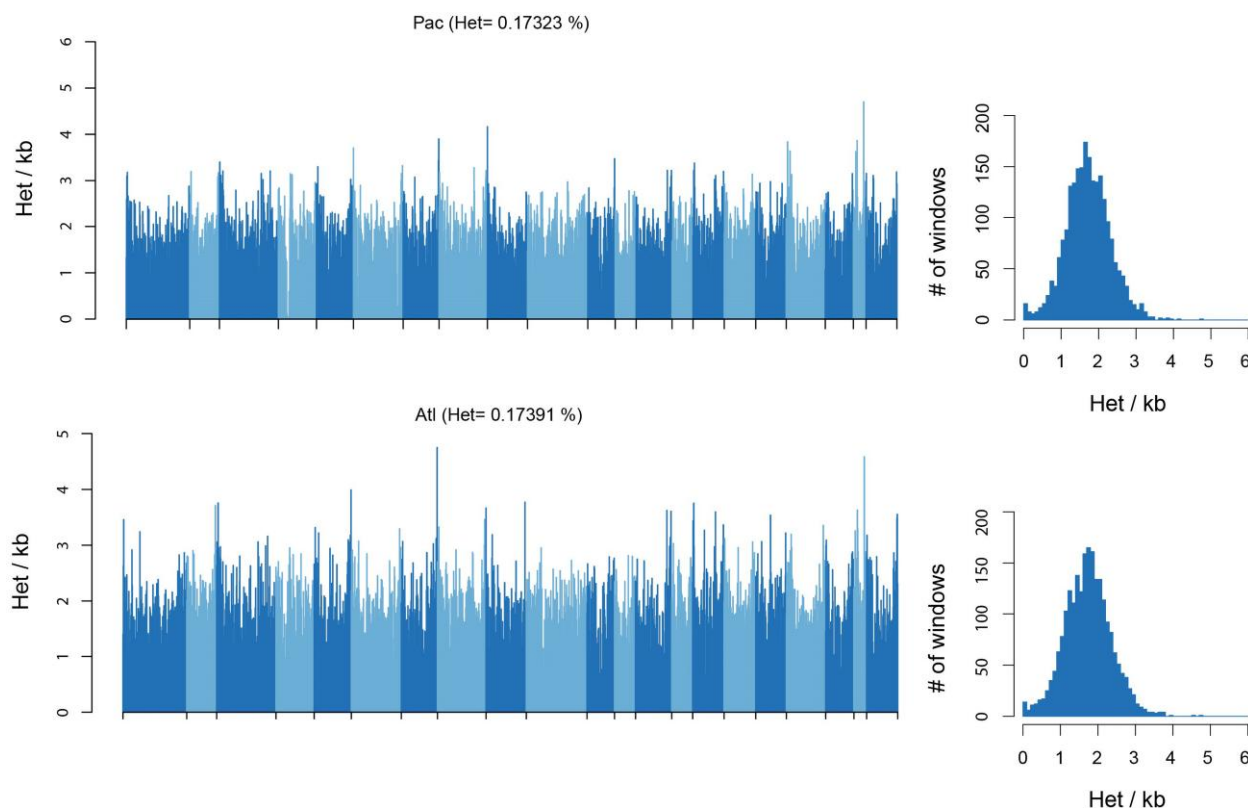 Pac (Het= 0.17323 %)
Het / kb
0 1 2 3 4 5 6
# of windows
0 50 100 150 200
0 1 2 3 4 5 6
Het / kb
Atl (Het= 0.17391 %)
Het / kb
0 1 2 3 4 5
# of windows
0 50 100 150 200
0 1 2 3 4 5 6
Het / kb